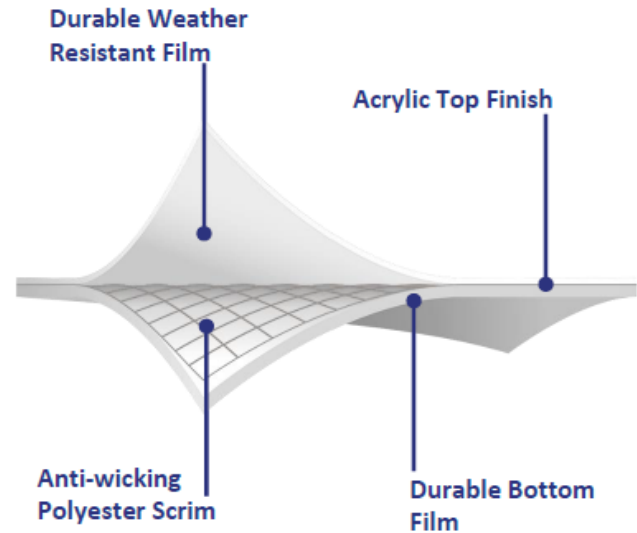 Durable Weather
Resistant Film
Acrylic Top Finish
Anti-wicking
Polyester Scrim
Durable Bottom
Film